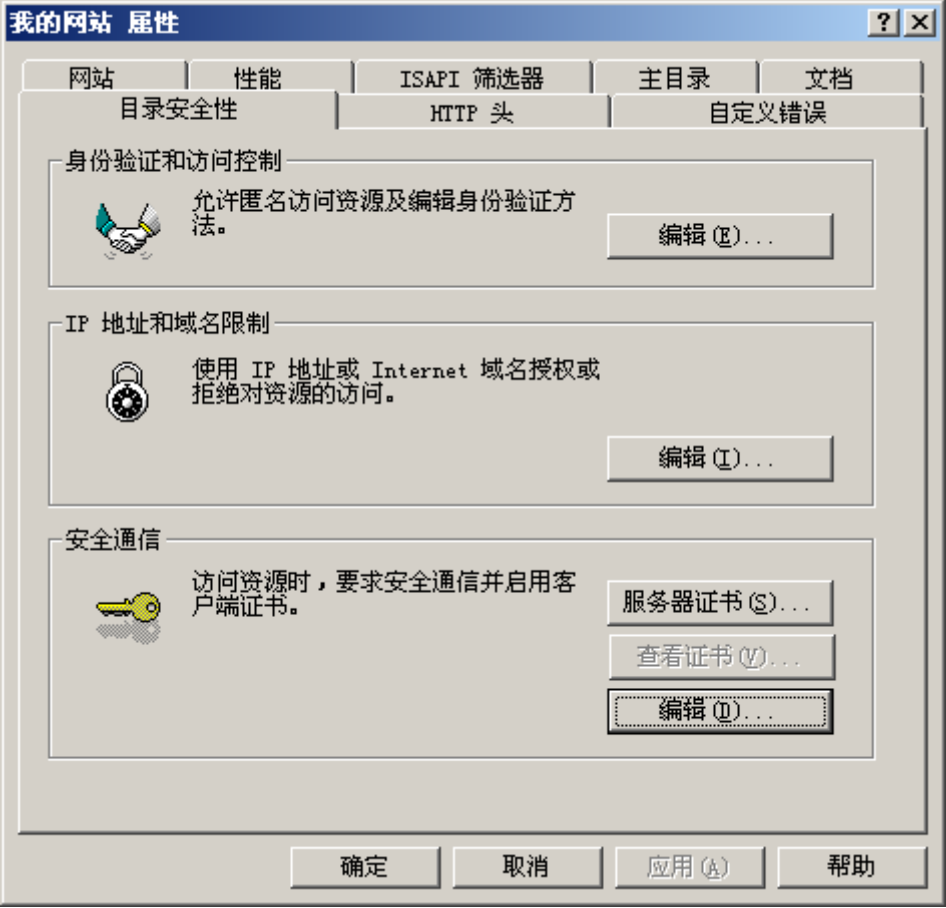 我的网站 属性
网站
性能
ISAPI 筛选器
主目录
文档
目录安全性
HTTP 头
自定义错误
身份验证和访问控制
允许匿名访问资源及编辑身份验证方
法。
编辑(E)...
IP 地址和域名限制
使用 IP 地址或 Internet 域名授权或
拒绝对资源的访问。
编辑(I)...
安全通信
访问资源时，要求安全通信并启用客
户端证书。
服务器证书(S)...
查看证书(V)...
编辑(D)...
确定
取消
应用(A)
帮助